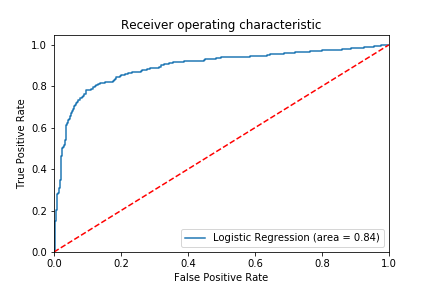 Receiver operating characteristic
1.0
0.8
0.6
0.4
0.2
0.0
True Positive Rate
Logistic Regression (area = 0.84)
0.0 0.2 0.4 0.6 0.8 1.0
False Positive Rate